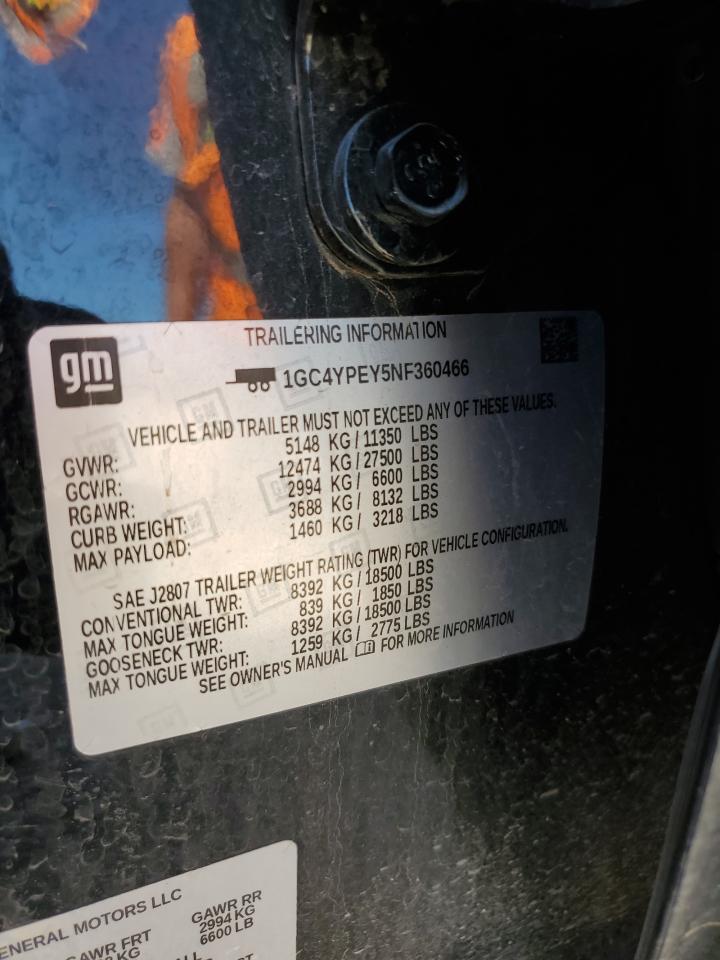 TRAILERING INFORMATION
gm
1GC4YPEY5NF360466
VEHICLE AND TRAILER MUST NOT EXCEED ANY OF THESE VALUES.
GVWR: 5148 KG / 11350 LBS
GCWR: 12474 KG / 27500 LBS
RGAWR: 2994 KG / 6600 LBS
CURB WEIGHT: 3688 KG / 8132 LBS
MAX PAYLOAD: 1460 KG / 3218 LBS
SAE J2807 TRAILER WEIGHT RATING (TWR) FOR VEHICLE CONFIGURATION.
CONVENTIONAL TWR: 8392 KG / 18500 LBS
MAX TONGUE WEIGHT: 839 KG / 1850 LBS
GOOSENECK TWR: 8392 KG / 18500 LBS
MAX TONGUE WEIGHT: 1259 KG / 2775 LBS
SEE OWNER'S MANUAL FOR MORE INFORMATION
ENERAL MOTORS LLC
GAWR FRT GAWR RR
KG 2994 KG
6600 LB